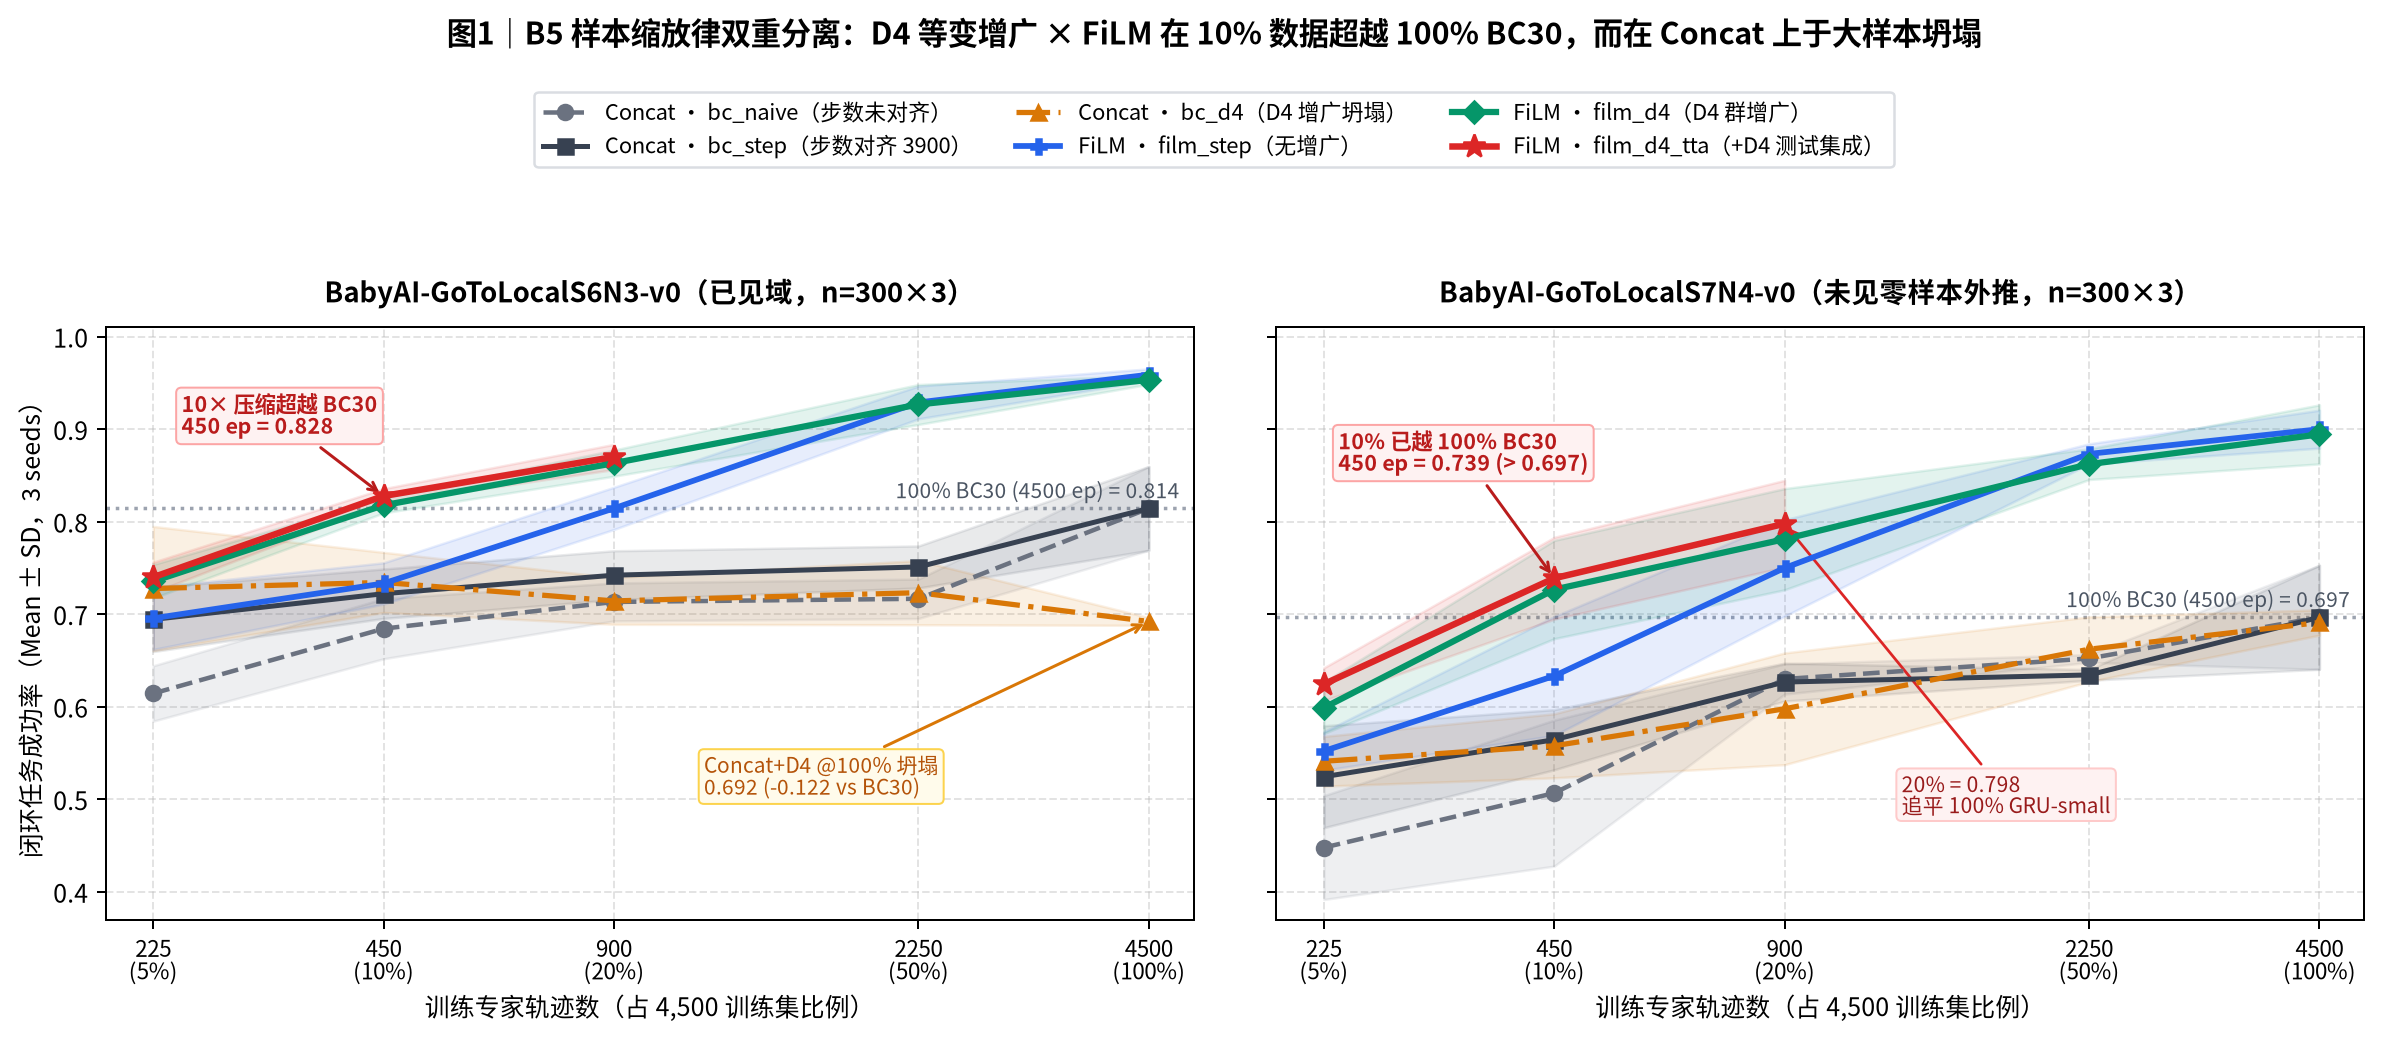 图1｜B5 样本缩放律双重分离：D4 等变增广 × FiLM 在 10% 数据超越 100% BC30，而在 Concat 上于大样本坍塌
Concat · bc_naive（步数未对齐）
Concat · bc_step（步数对齐 3900）
Concat · bc_d4（D4 增广坍塌）
FiLM · film_step（无增广）
FiLM · film_d4（D4 群增广）
FiLM · film_d4_tta（+D4 测试集成）
BabyAI-GoToLocalS6N3-v0（已见域，n=300×3）
闭环任务成功率（Mean ± SD，3 seeds）
1.0
0.9
0.8
0.7
0.6
0.5
0.4
10× 压缩超越 BC30
450 ep = 0.828
100% BC30 (4500 ep) = 0.814
Concat+D4 @100% 坍塌
0.692 (-0.122 vs BC30)
225
(5%)
450
(10%)
900
(20%)
2250
(50%)
4500
(100%)
训练专家轨迹数（占 4,500 训练集比例）
BabyAI-GoToLocalS7N4-v0（未见零样本外推，n=300×3）
10% 已越 100% BC30
450 ep = 0.739 (> 0.697)
100% BC30 (4500 ep) = 0.697
20% = 0.798
追平 100% GRU-small
225
(5%)
450
(10%)
900
(20%)
2250
(50%)
4500
(100%)
训练专家轨迹数（占 4,500 训练集比例）